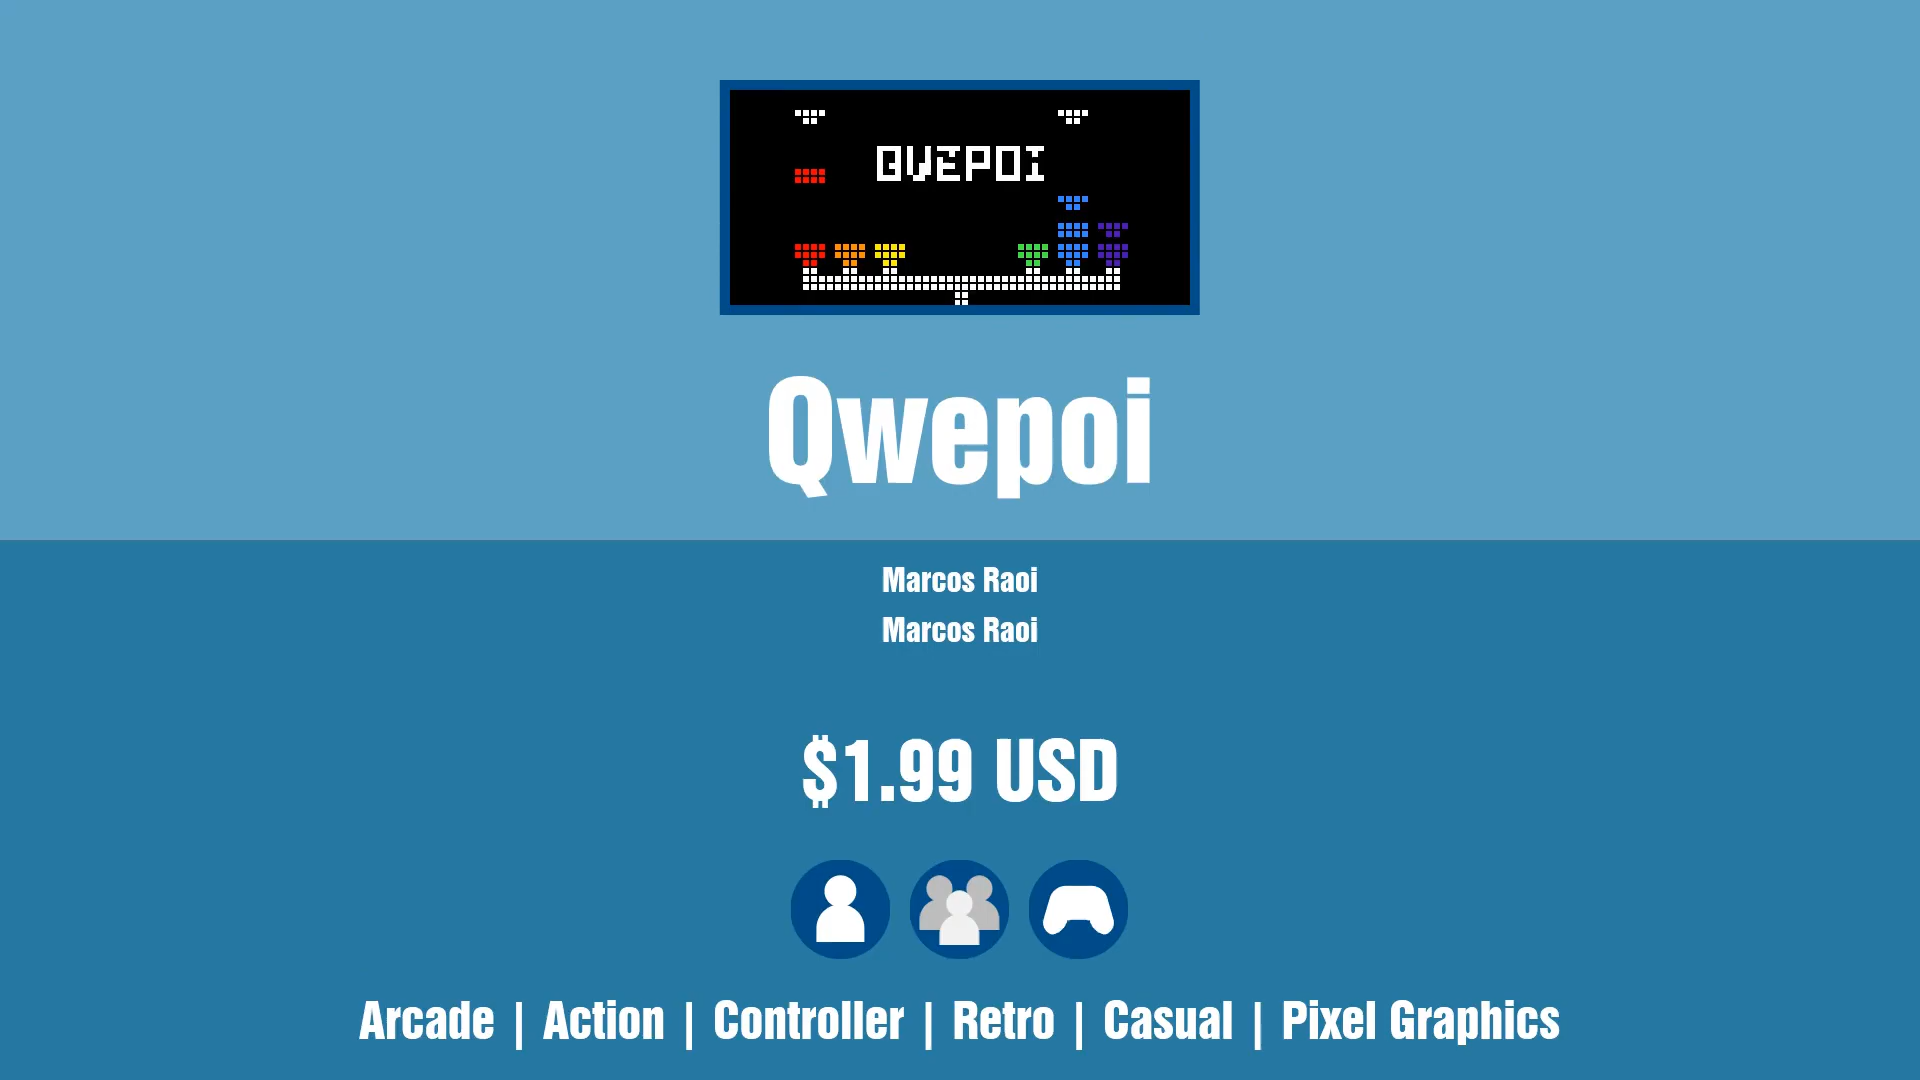 QWEPOI
Qwepoi
Marcos Raoi
Marcos Raoi
$1.99 USD
Arcade | Action | Controller | Retro | Casual | Pixel Graphics